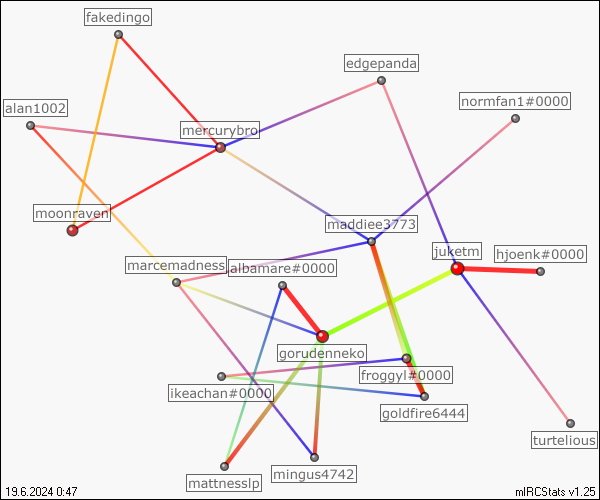 fakedingo
edgepanda
normfan1#0000
alan1002
mercurybro
moonraven
maddiee3773
juketm
hjoenk#0000
marcemadness
albamare#0000
gorudenneko
froggyl#0000
ikeachan#0000
goldfire6444
turtelious
mingus4742
mattnesslp
19.6.2024 0:47
mIRCStats v1.25